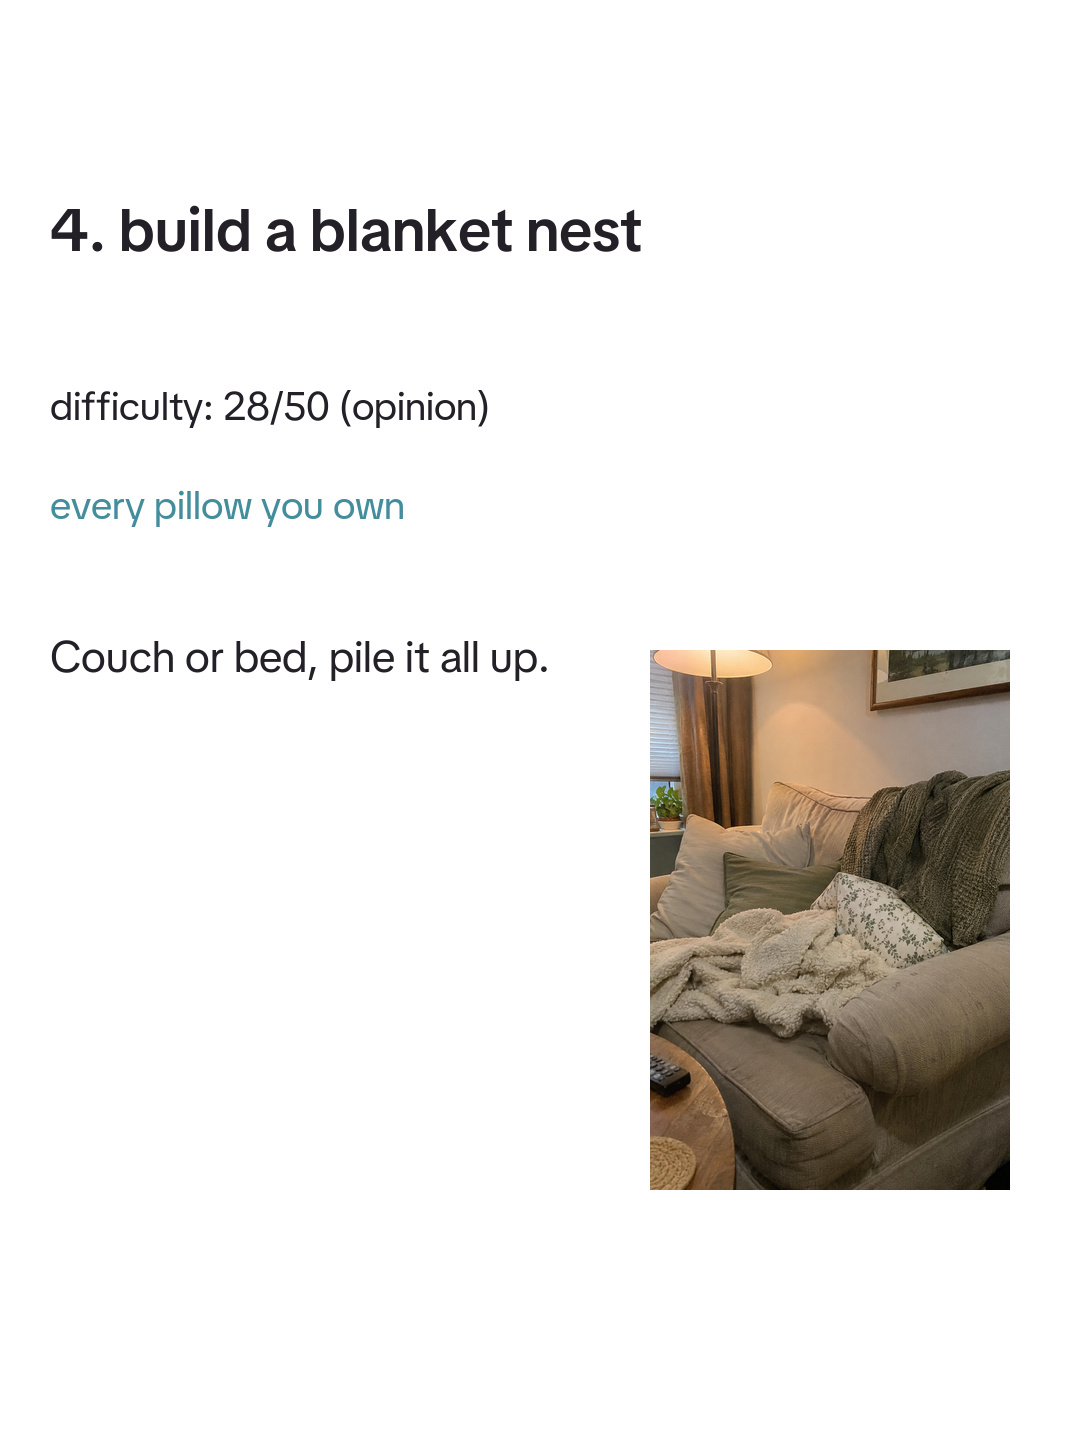 4. build a blanket nest
difficulty: 28/50 (opinion)
every pillow you own
Couch or bed, pile it all up.